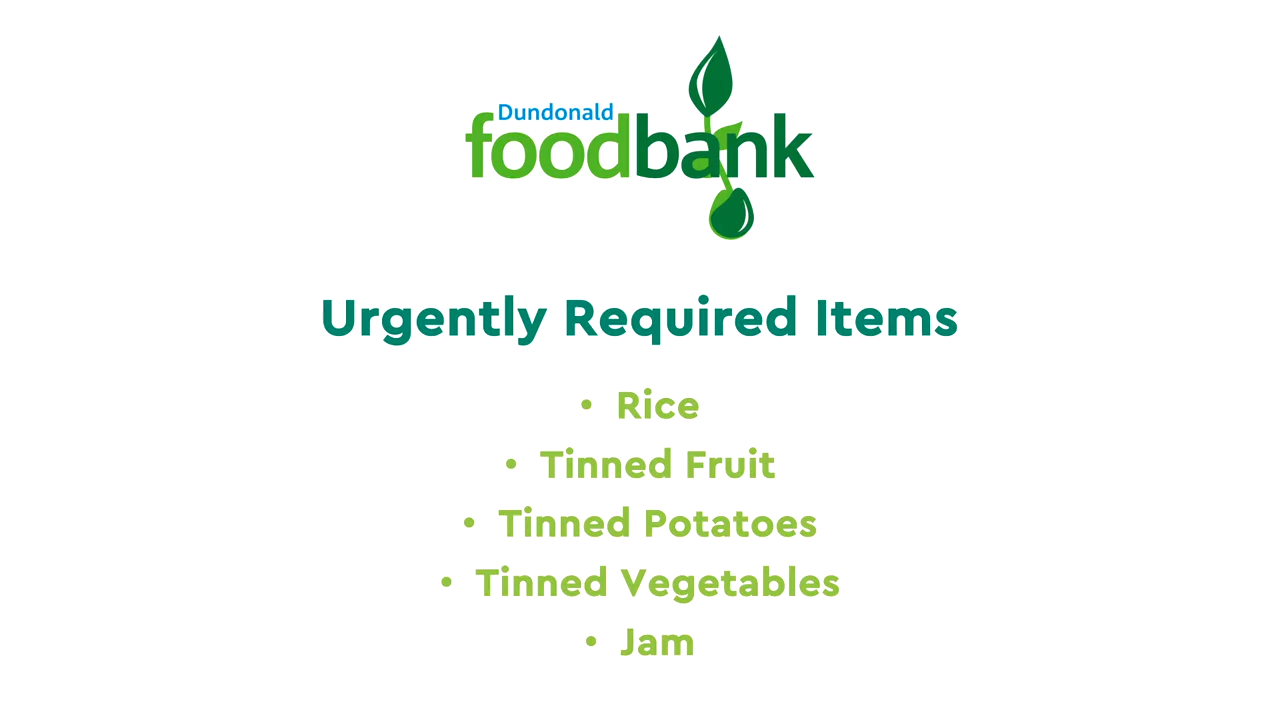 Dundonald
foodbank
Urgently Required Items
• Rice
• Tinned Fruit
• Tinned Potatoes
• Tinned Vegetables
• Jam